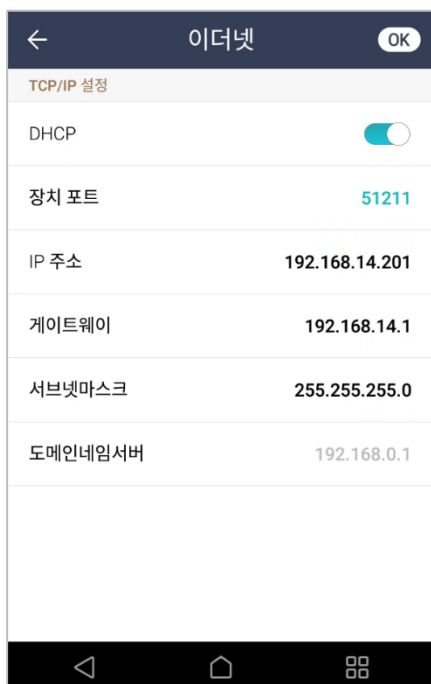 이더넷
OK
TCP/IP 설정
DHCP
장치 포트 51211
IP 주소 192.168.14.201
게이트웨이 192.168.14.1
서브넷마스크 255.255.255.0
도메인네임서버 192.168.0.1